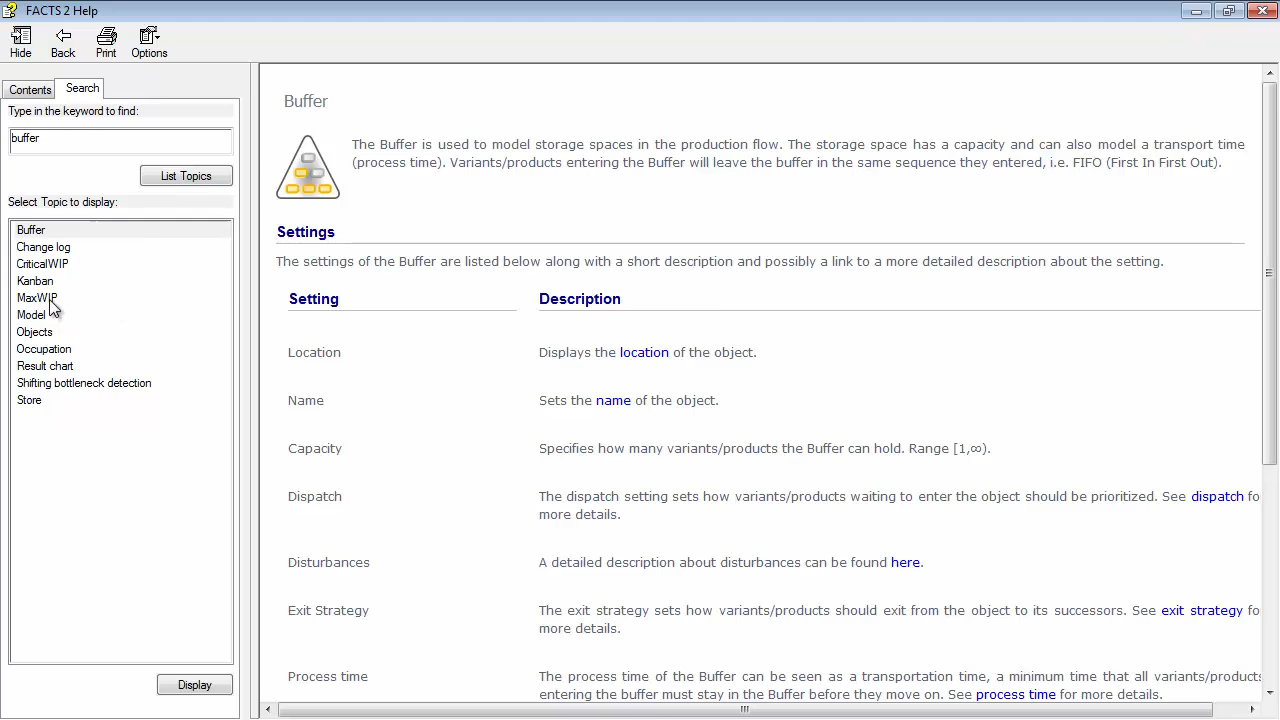 FACTS 2 Help
Hide Back Print Options
Contents Search
Type in the keyword to find:
buffer
List Topics
Select Topic to display:
Buffer
Change log
CriticalWIP
Kanban
MaxWIP
Model
Objects
Occupation
Result chart
Shifting bottleneck detection
Store
Display
Buffer
The Buffer is used to model storage spaces in the production flow. The storage space has a capacity and can also model a transport time
(process time). Variants/products entering the Buffer will leave the buffer in the same sequence they entered, i.e. FIFO (First In First Out).
Settings
The settings of the Buffer are listed below along with a short description and possibly a link to a more detailed description about the setting.
Setting Description
Location Displays the location of the object.
Name Sets the name of the object.
Capacity Specifies how many variants/products the Buffer can hold. Range [1,∞).
Dispatch The dispatch setting sets how variants/products waiting to enter the object should be prioritized. See dispatch fo
more details.
Disturbances A detailed description about disturbances can be found here.
Exit Strategy The exit strategy sets how variants/products should exit from the object to its successors. See exit strategy fo
more details.
Process time The process time of the Buffer can be seen as a transportation time, a minimum time that all variants/products
entering the buffer must stay in the Buffer before they move on. See process time for more details.